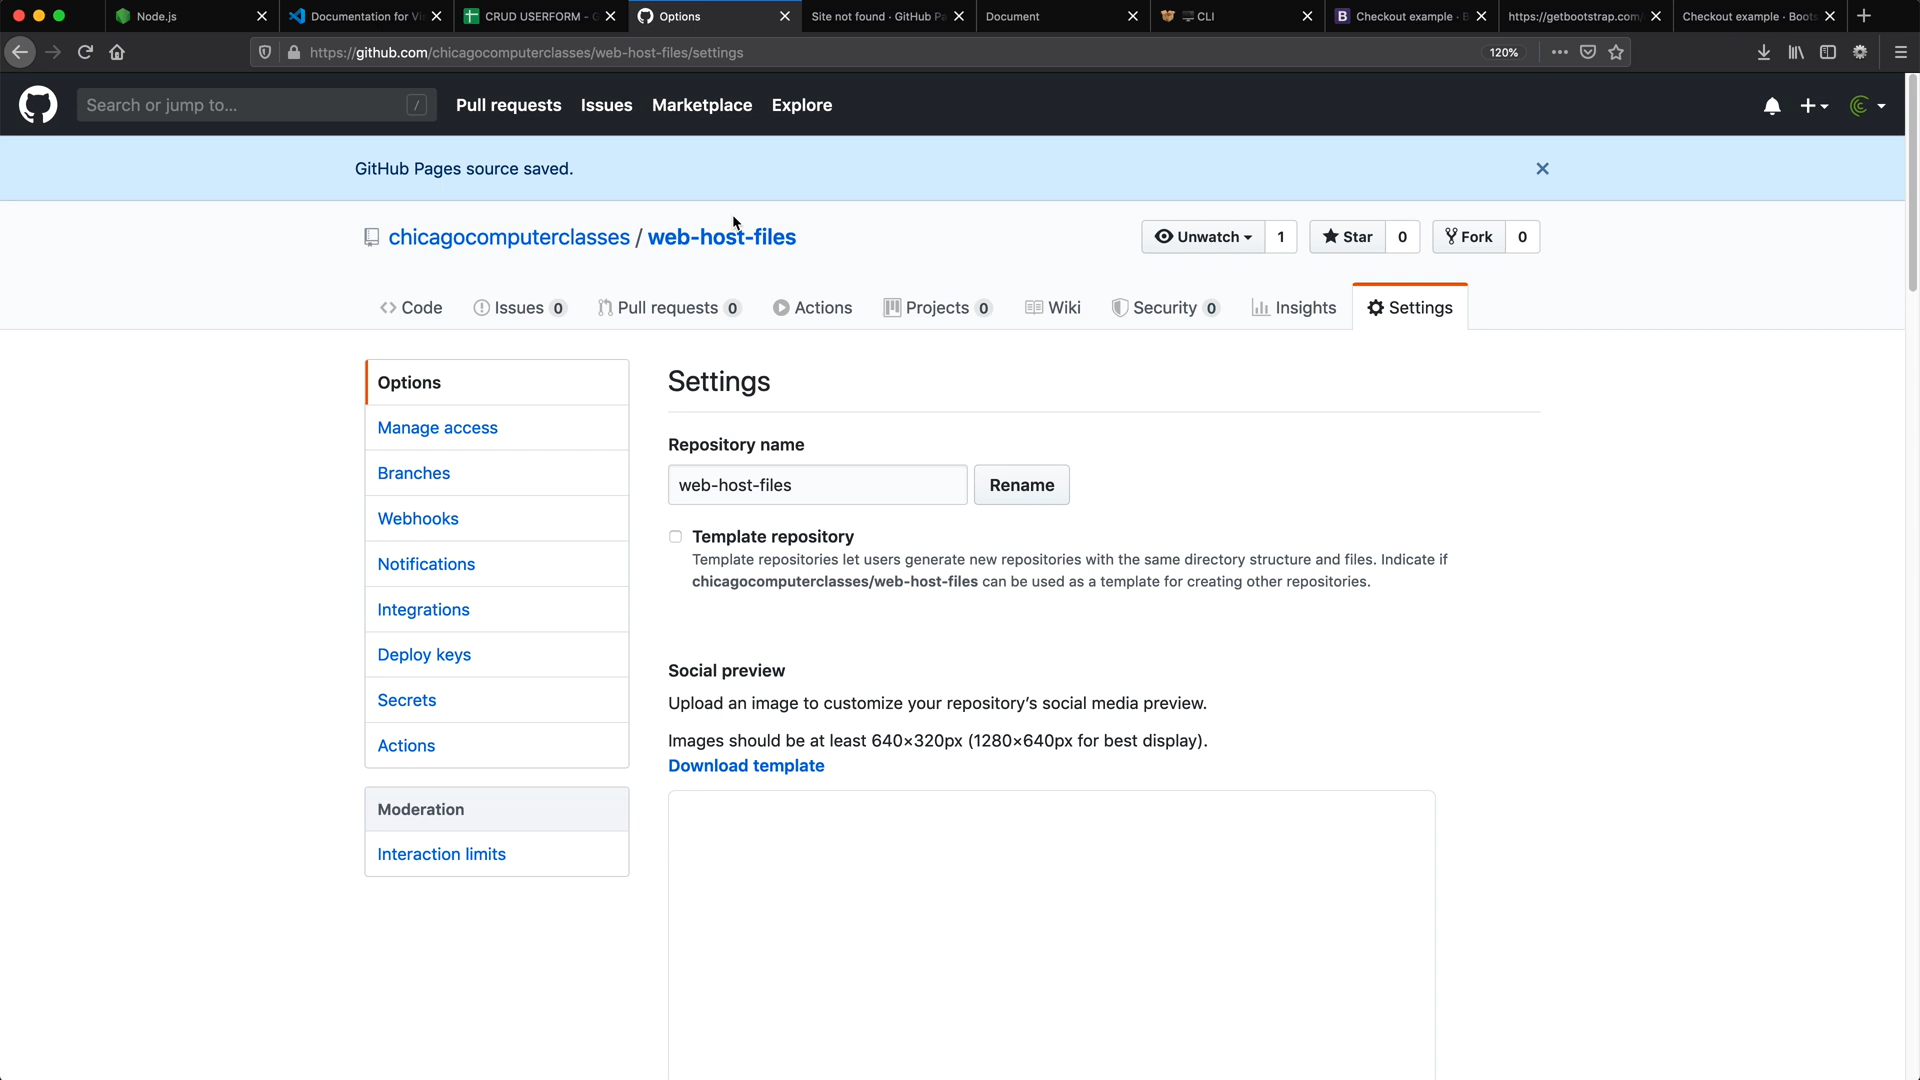 Node.js
Documentation for Vi
CRUD USERFORM - G
Options
Site not found · GitHub Pa
Document
CLI
Checkout example · B
https://getbootstrap.com/
Checkout example · Boots
https://github.com/chicagocomputerclasses/web-host-files/settings
120%
Search or jump to...
/
Pull requests
Issues
Marketplace
Explore
GitHub Pages source saved.
chicagocomputerclasses / web-host-files
Unwatch
1
Star
0
Fork
0
Code
Issues 0
Pull requests 0
Actions
Projects 0
Wiki
Security 0
Insights
Settings
Options
Manage access
Branches
Webhooks
Notifications
Integrations
Deploy keys
Secrets
Actions
Moderation
Interaction limits
Settings
Repository name
web-host-files
Rename
Template repository
Template repositories let users generate new repositories with the same directory structure and files. Indicate if
chicagocomputerclasses/web-host-files can be used as a template for creating other repositories.
Social preview
Upload an image to customize your repository's social media preview.
Images should be at least 640×320px (1280×640px for best display).
Download template